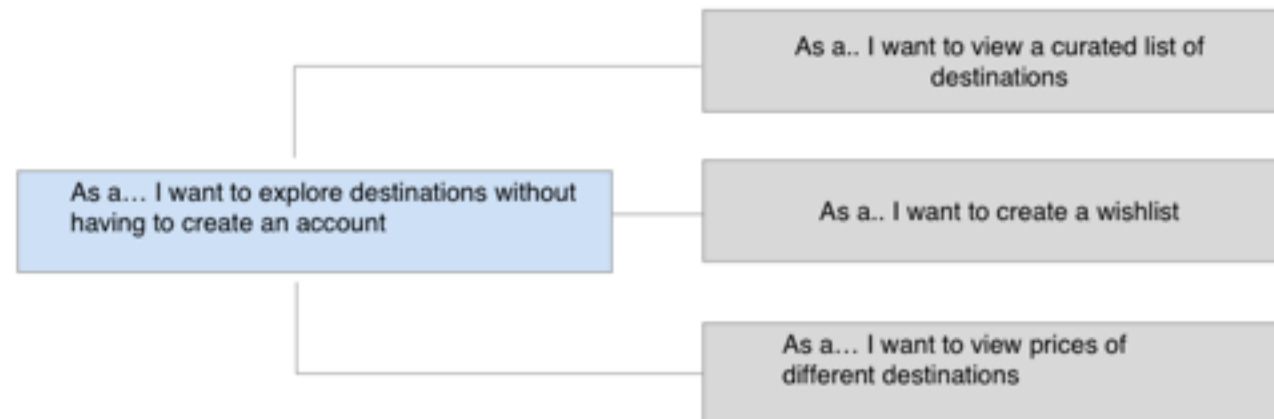 As a.. I want to view a curated list of
destinations
As a… I want to explore destinations without
having to create an account
As a.. I want to create a wishlist
As a… I want to view prices of
different destinations